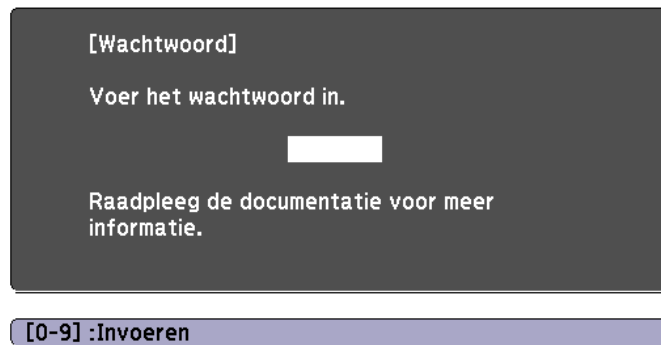 [Wachtwoord]
Voer het wachtwoord in.
Raadpleeg de documentatie voor meer
informatie.
[0-9] :Invoeren